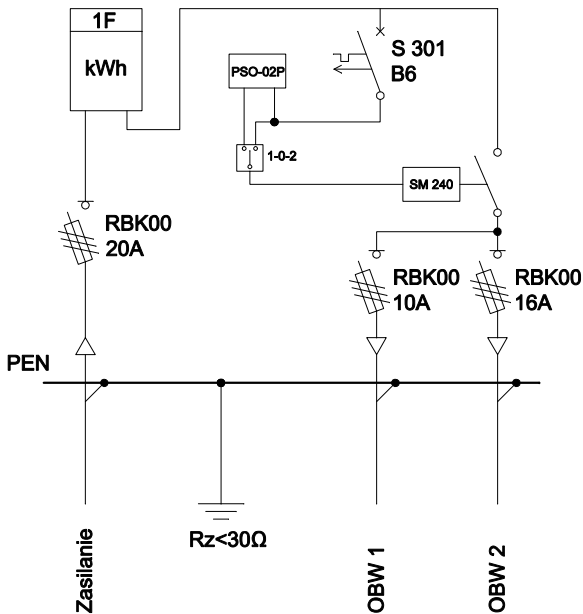 1F
kWh
PSO-02P
S 301
B6
1-0-2
SM 240
RBK00
20A
RBK00
10A
RBK00
16A
PEN
Rz<30Ω
Zasilanie
OBW 1
OBW 2